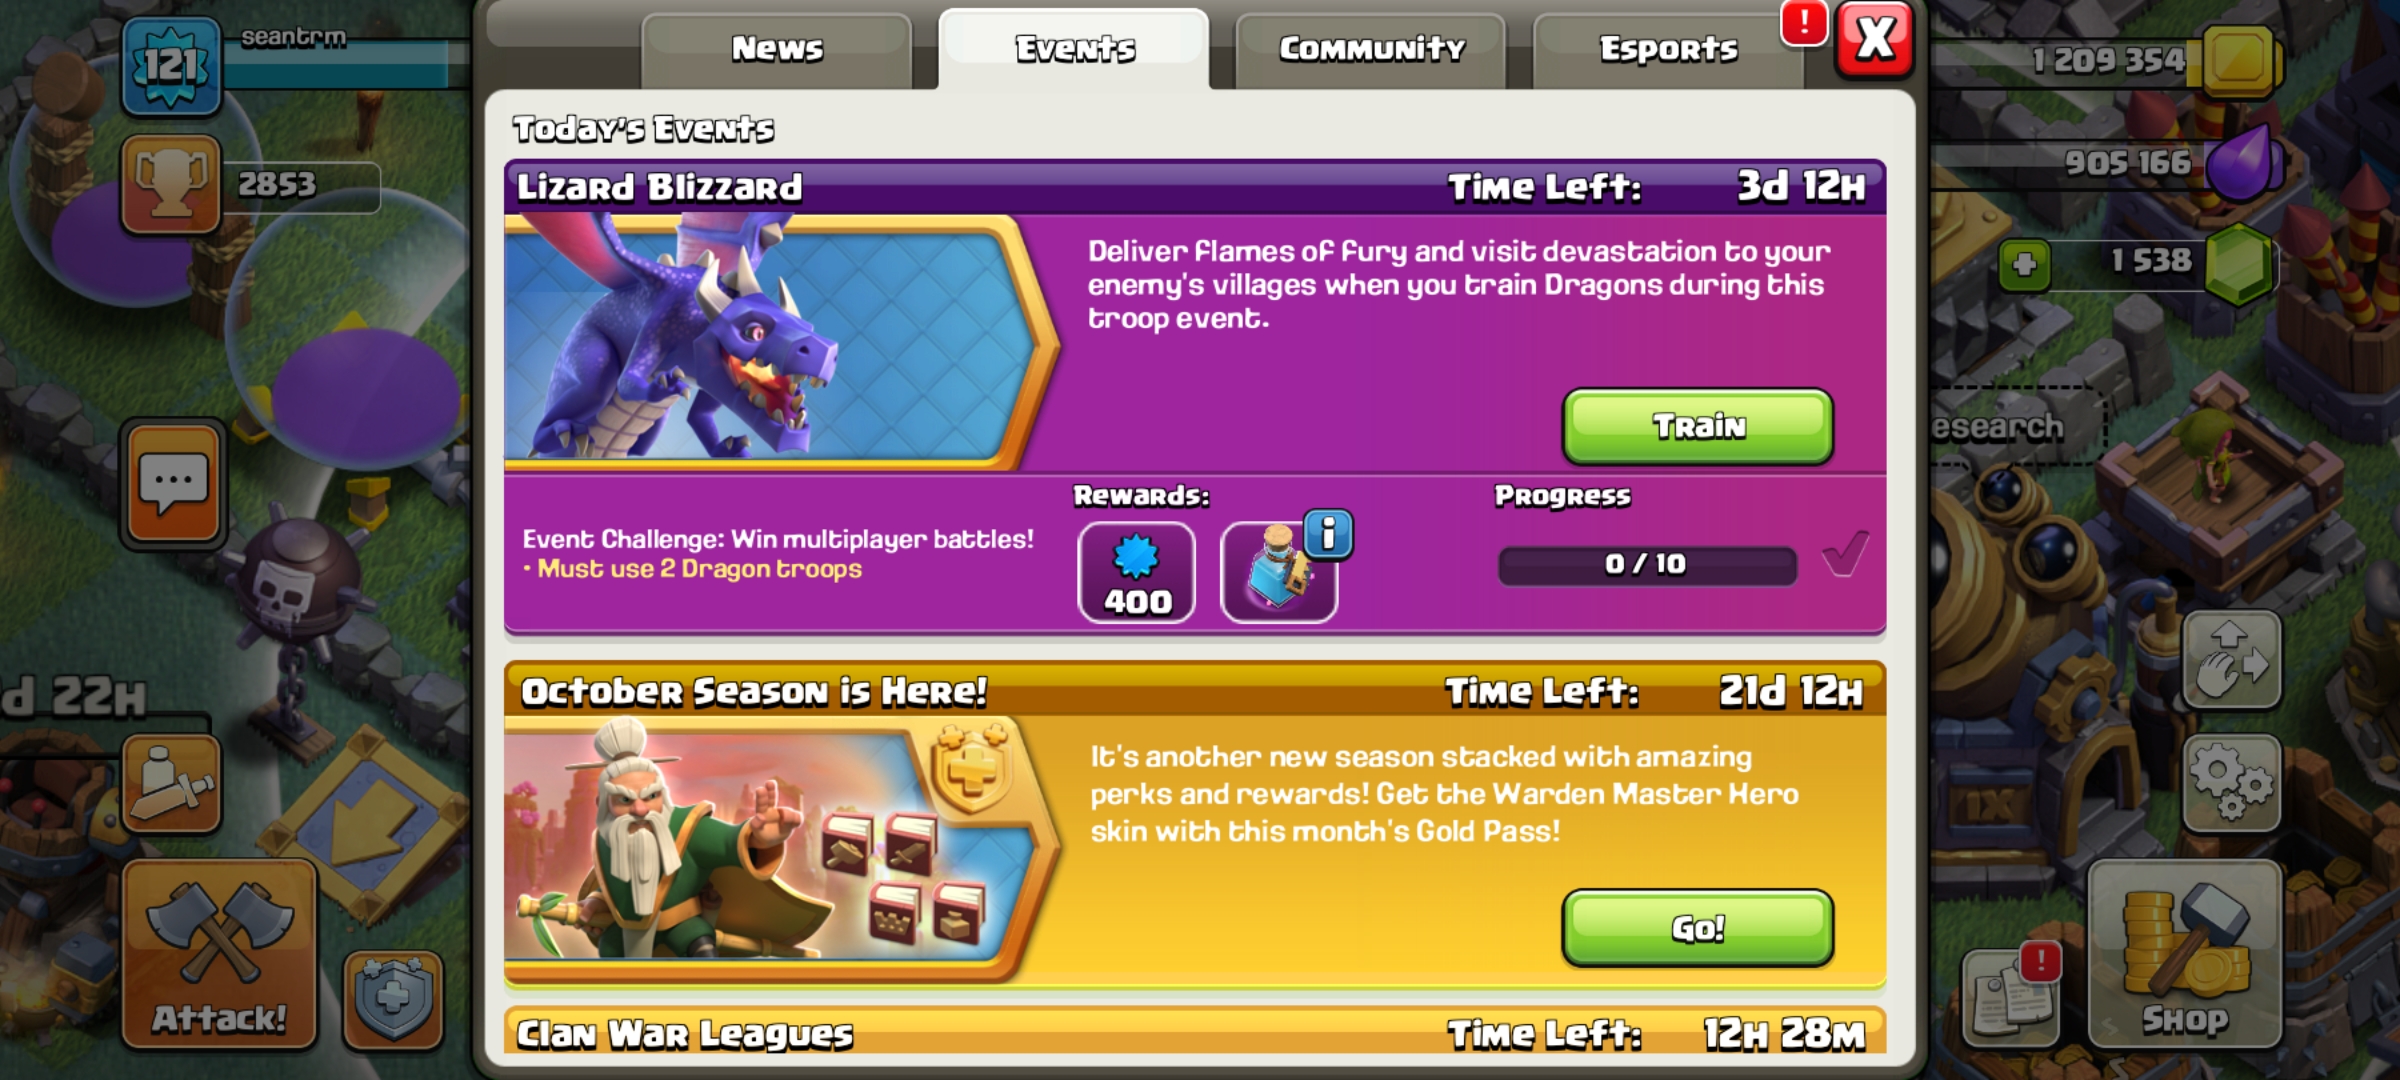 121
seantrm
News
Events
Community
Esports
!
X
1 209 354
2853
905 166
1 538
Today's Events
Lizard Blizzard
Time Left:
3d 12H
Deliver flames of fury and visit devastation to your
enemy's villages when you train Dragons during this
troop event.
Train
esearch
Rewards:
Progress
Event Challenge: Win multiplayer battles!
• Must use 2 Dragon troops
400
i
0 / 10
d 22H
October Season is Here!
Time Left:
21d 12H
It's another new season stacked with amazing
perks and rewards! Get the Warden Master Hero
skin with this month's Gold Pass!
IX
Go!
Attack!
!
Shop
Clan War Leagues
Time Left:
12H 28M